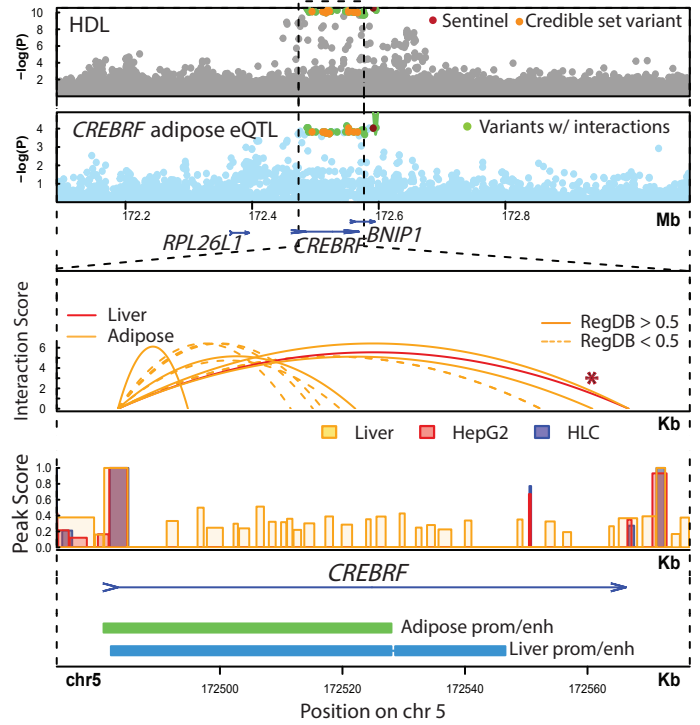 HDL
Sentinel
Credible set variant
−log(P)
10
8
6
4
2
CREBRF adipose eQTL
Variants w/ interactions
−log(P)
4
3
2
1
172.2
172.4
172.6
172.8
Mb
RPL26L1
CREBRF
BNIP1
Interaction Score
Liver
Adipose
RegDB > 0.5
RegDB < 0.5
6
4
2
0
*
Kb
Liver
HepG2
HLC
Peak Score
1.0
0.8
0.6
0.4
0.2
0.0
Kb
CREBRF
Adipose prom/enh
Liver prom/enh
chr5
Kb
172500
172520
172540
172560
Position on chr 5